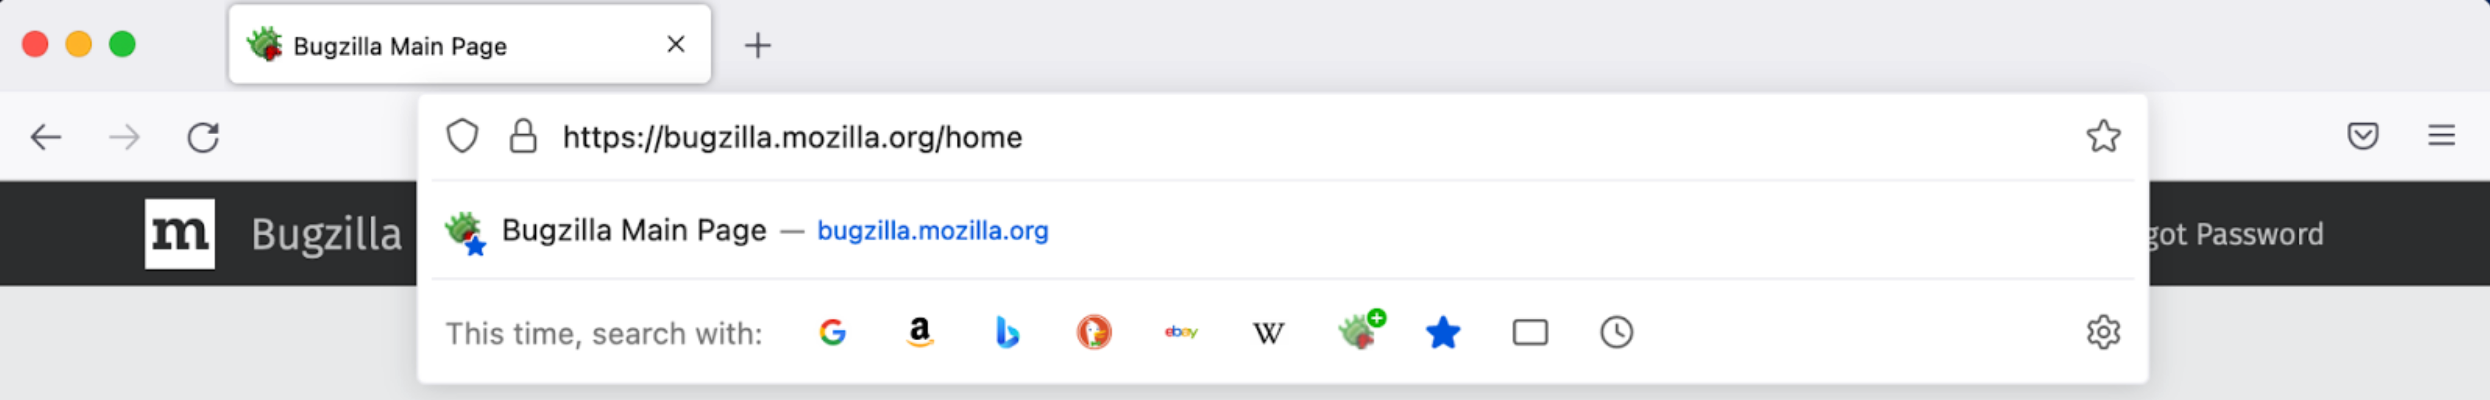 Bugzilla Main Page
https://bugzilla.mozilla.org/home
m Bugzilla
Bugzilla Main Page — bugzilla.mozilla.org
got Password
This time, search with: G a b ebay W